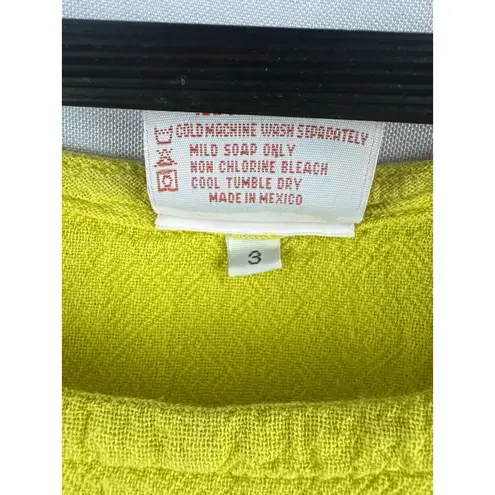 COLD MACHINE WASH SEPARATELY
MILD SOAP ONLY
NON CHLORINE BLEACH
COOL TUMBLE DRY
MADE IN MEXICO
3